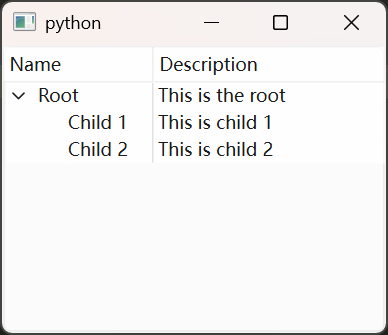 python
Name Description
Root This is the root
Child 1 This is child 1
Child 2 This is child 2